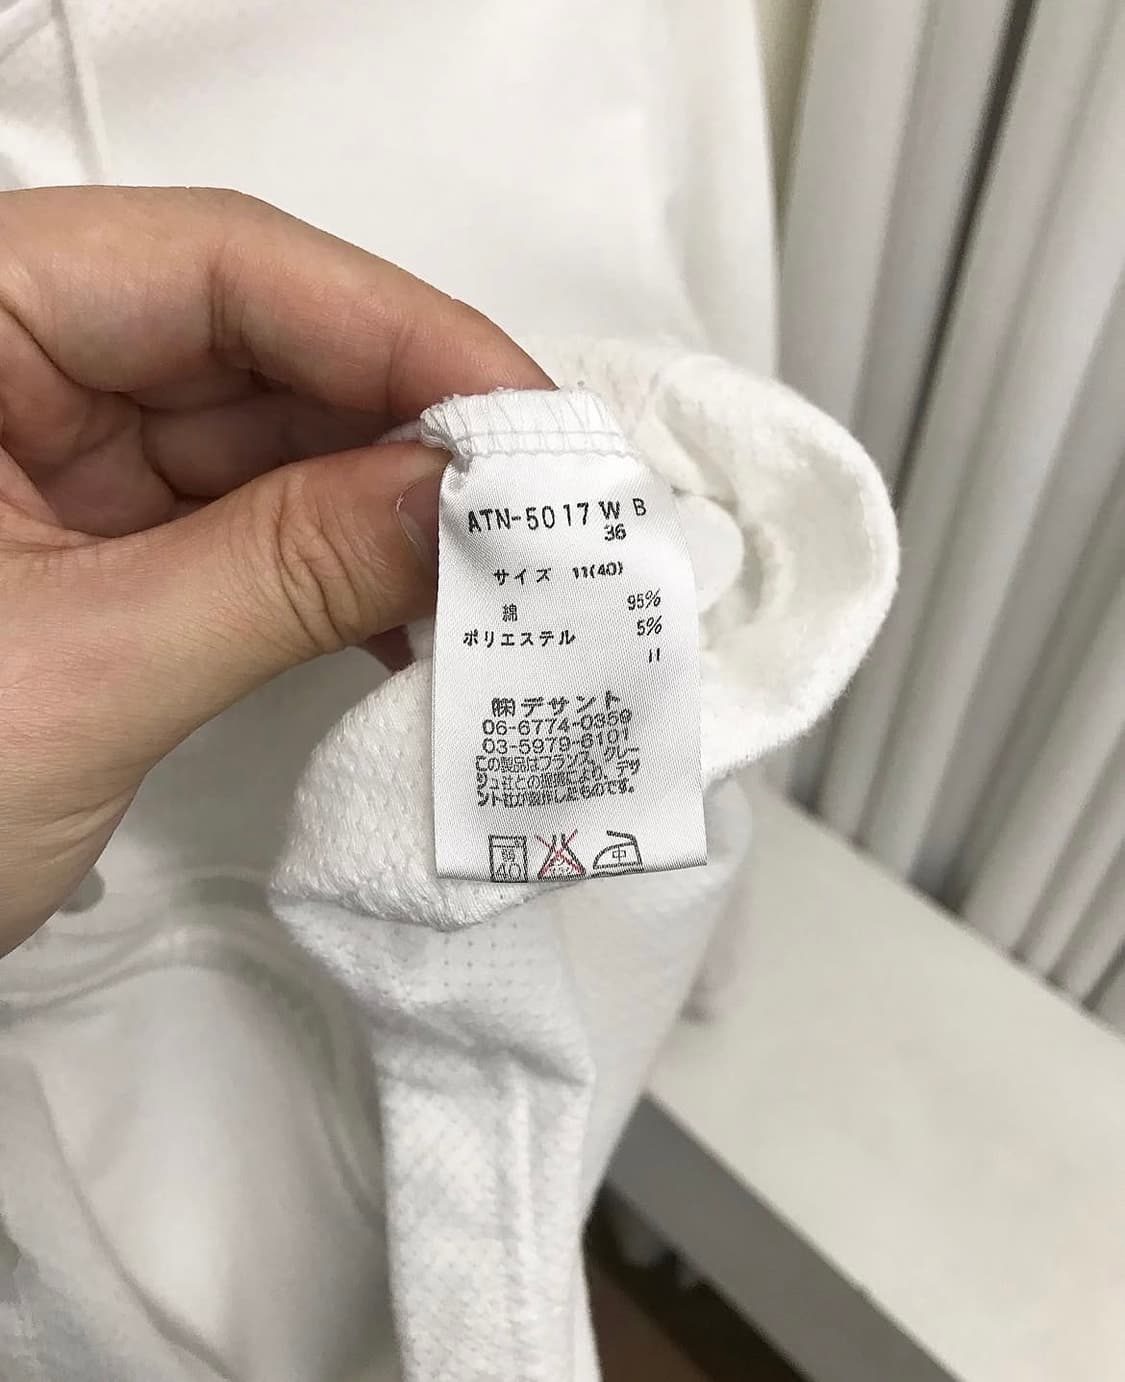 ATN-5017 W B
36
サイズ 11(40)
綿 95%
ポリエステル 5%
11
(株)デサント
06-6774-0359
03-5979-6101
この製品はフランス、グレー
ジュ社との提携により、デサ
ント社が製作したものです。
弱
40
中